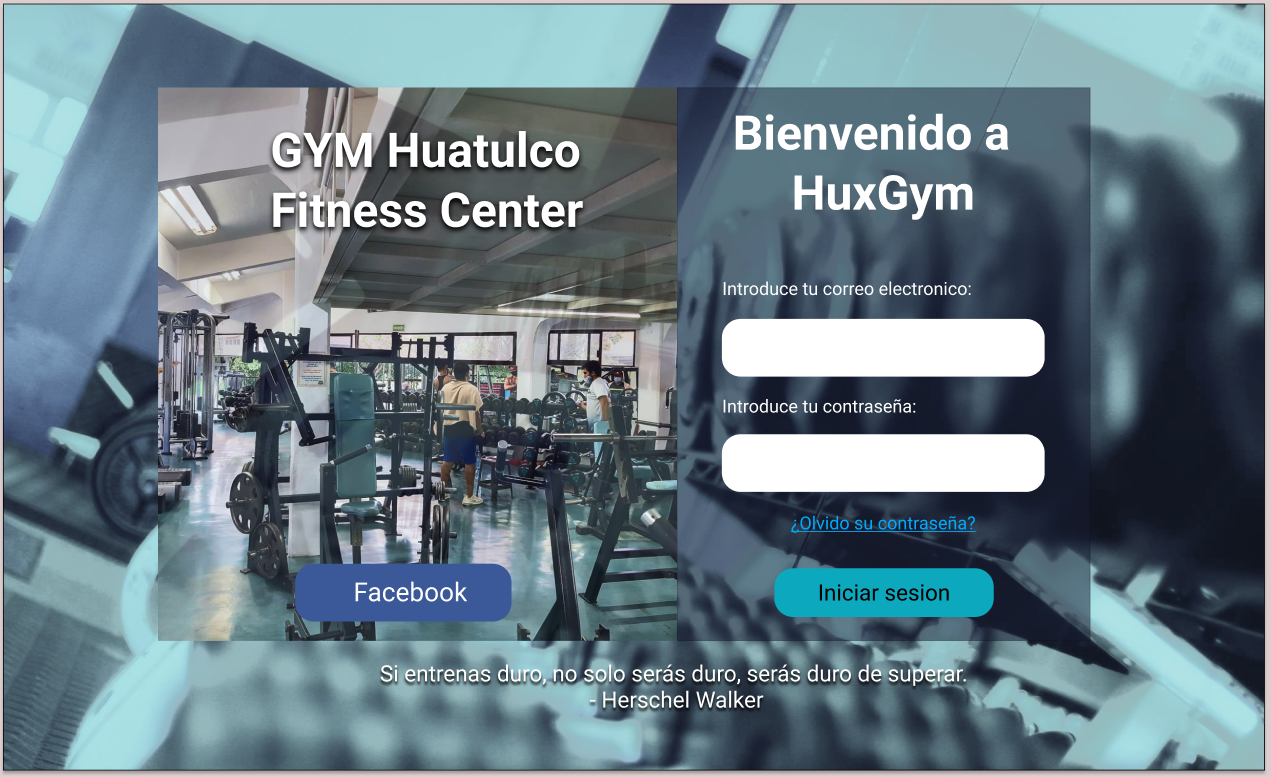 GYM Huatulco
Fitness Center
Facebook
Bienvenido a
HuxGym
Introduce tu correo electronico:
Introduce tu contraseña:
¿Olvido su contraseña?
Iniciar sesion
Si entrenas duro, no solo serás duro, serás duro de superar.
- Herschel Walker